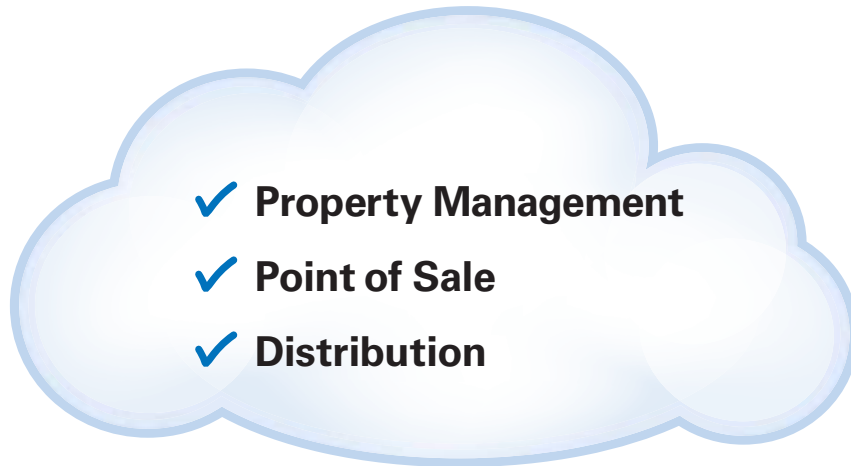 ✓ Property Management
✓ Point of Sale
✓ Distribution